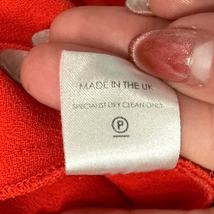 MADE IN THE UK
SPECIALIST DRY CLEAN ONLY
P